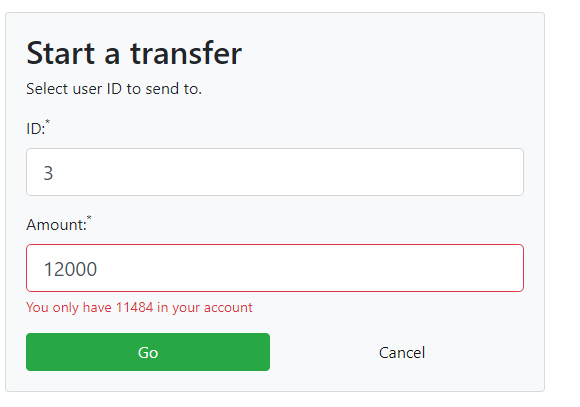 Start a transfer
Select user ID to send to.
ID:*
3
Amount:*
12000
You only have 11484 in your account
Go Cancel